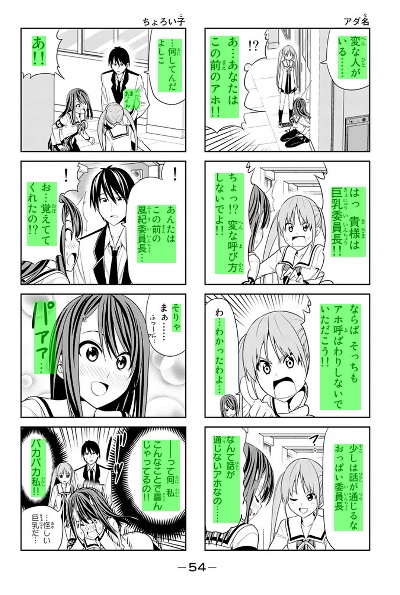 アダ名
変な人が
いる……
あ…あなたは
この前のアホ!!
!?
はっ 貴様は
巨乳委員長!!
ちょっ!? 変な呼び方
しないでよ!!
ならば そっちも
アホ呼ばわりしないで
いただこう!!
わ…わかったわよ…
少しは話が通じるな
おっぱい委員長
なんて話が
通じないアホなの…
ちょろい子
…何してんだ
よしこ
あ!!
!
!
あんたは
この前の
風紀委員長…
お…覚えてて
くれたの!?
そりゃ
まぁ……
パアァ…
──って何 私
こんなことで喜ん
じゃってるの!!
バカバカ私!!
…怪しい
巨乳だ…
―54―